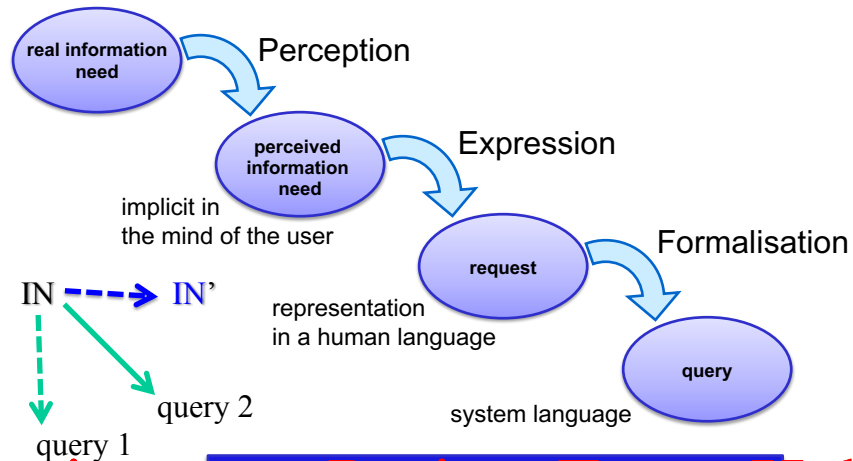 real information
need
Perception
perceived
information
need
Expression
implicit in
the mind of the user
request
Formalisation
IN
IN’
representation
in a human language
query
query 2
system language
query 1